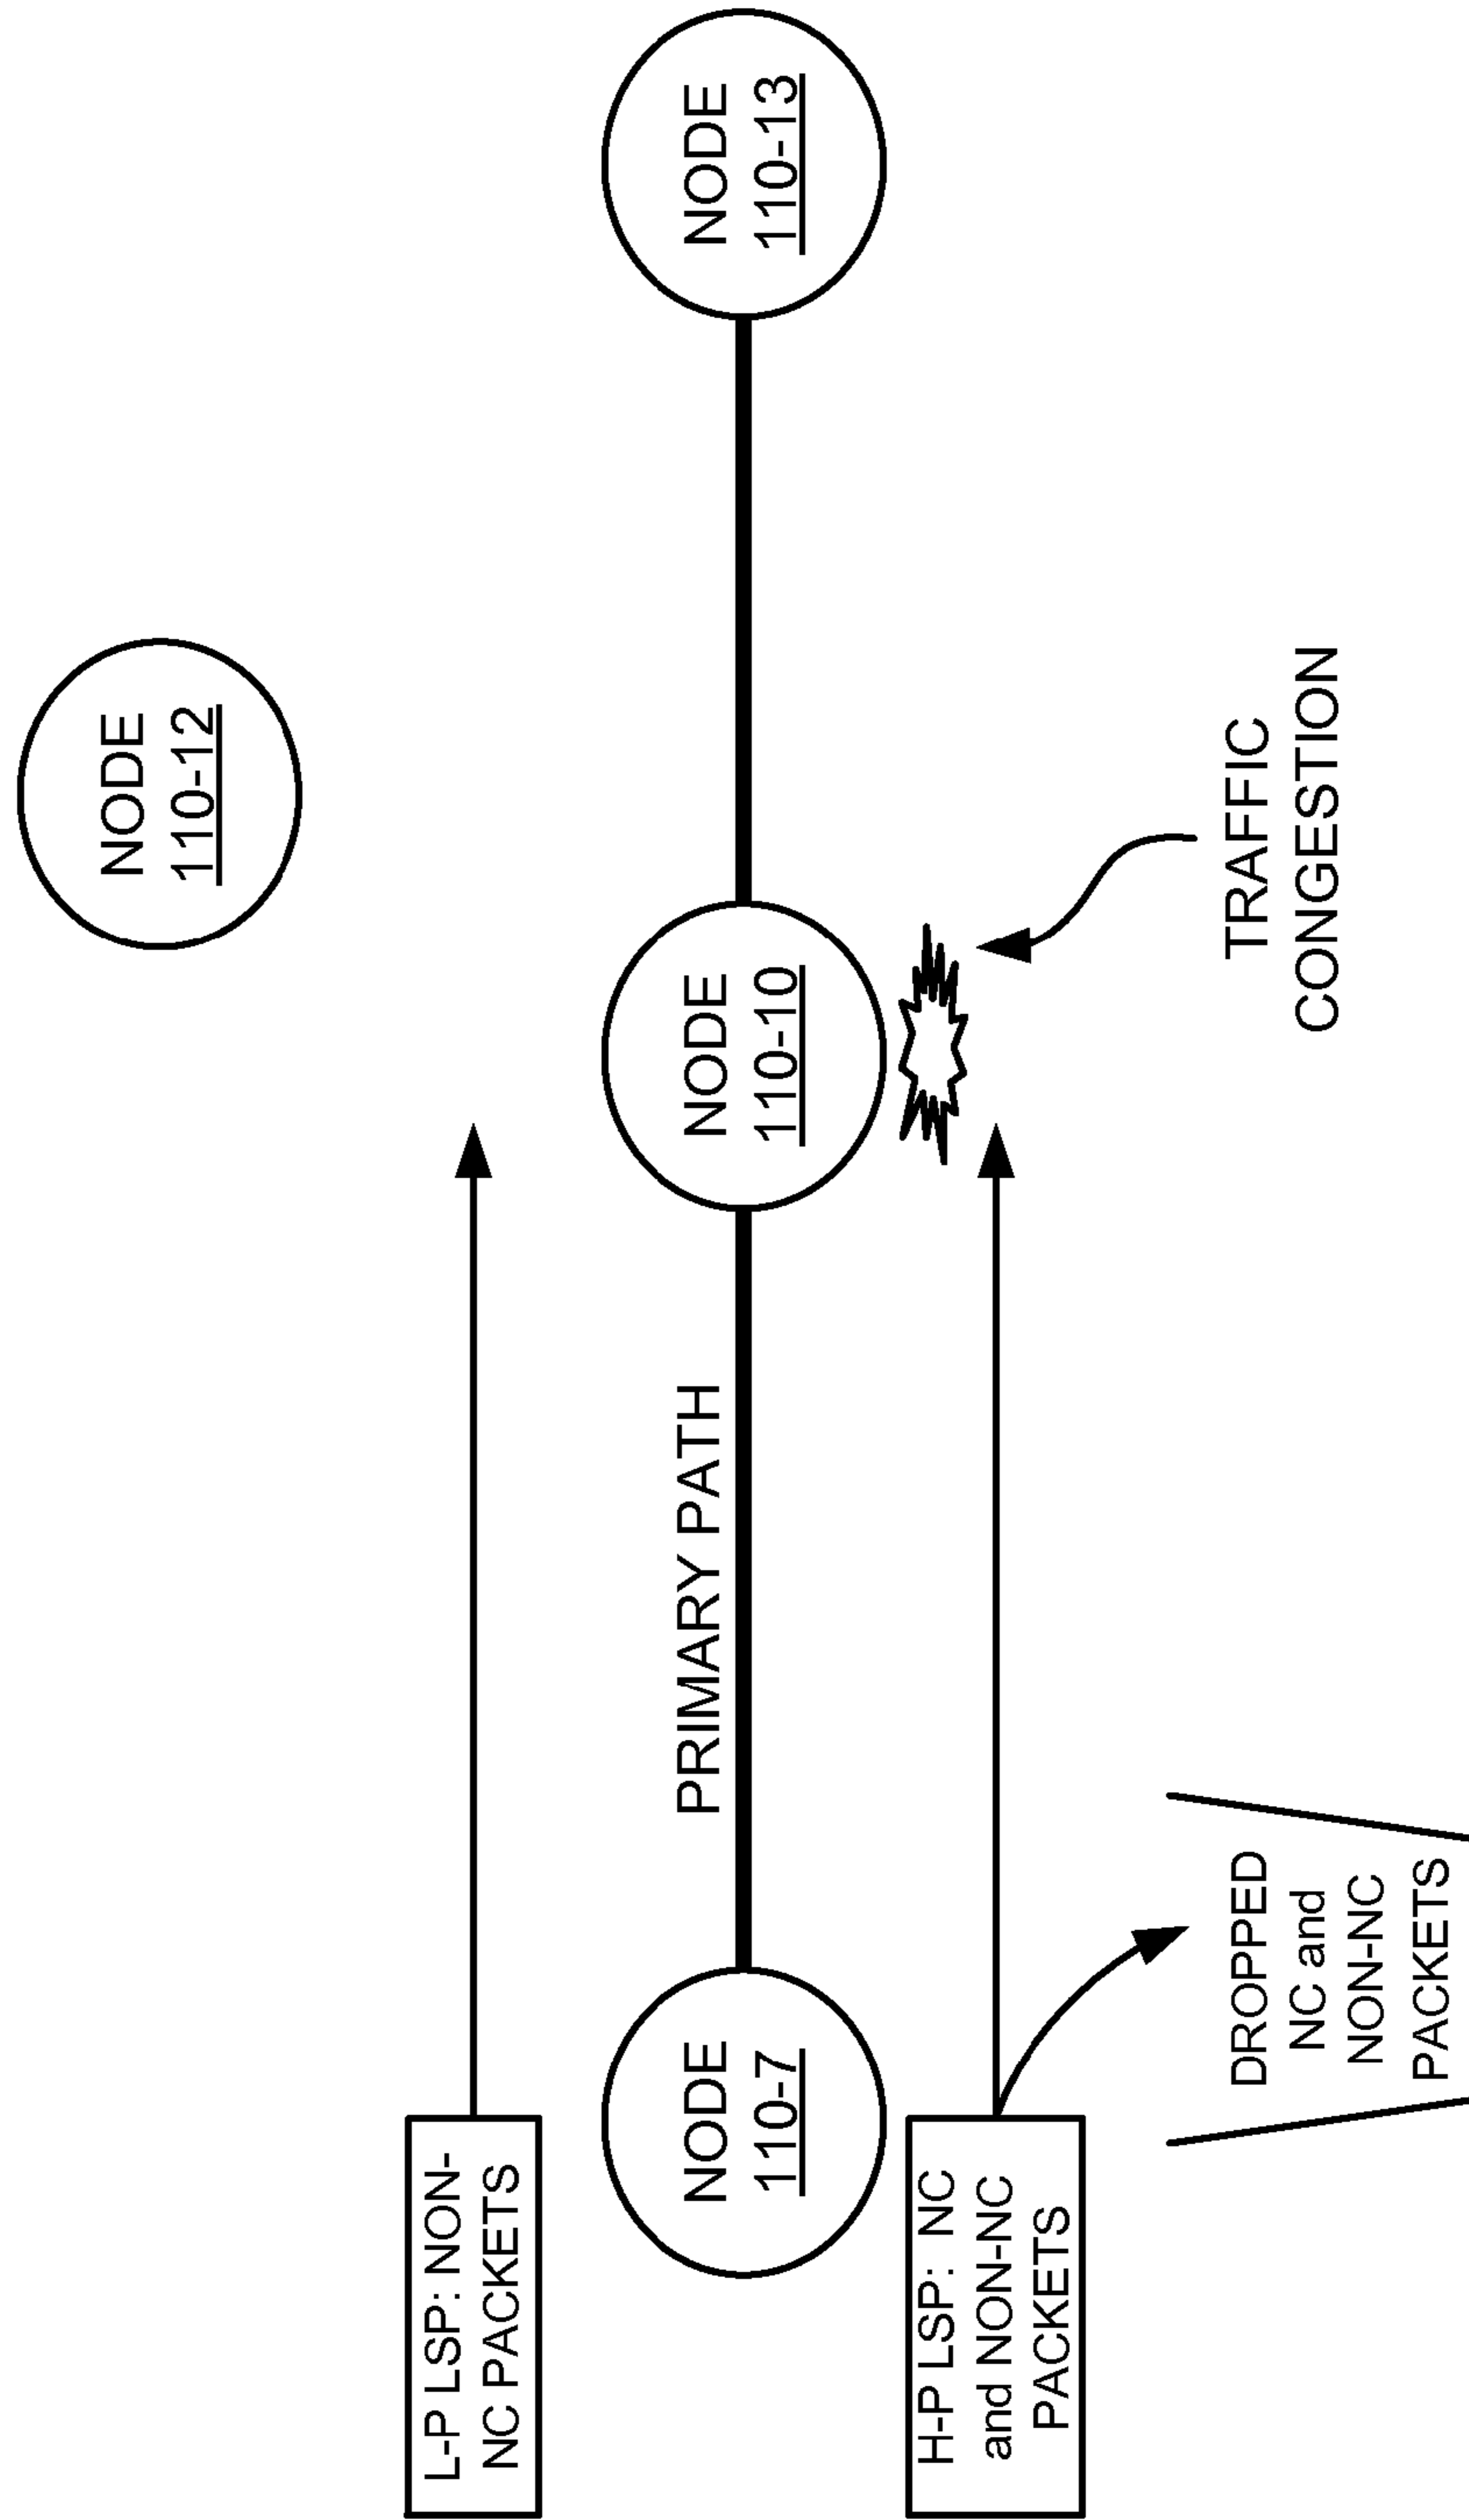 NODE
110-12
L-P LSP: NON-
NC PACKETS
PRIMARY PATH
NODE
110-7
NODE
110-10
NODE
110-13
H-P LSP: NC
and NON-NC
PACKETS
TRAFFIC
CONGESTION
DROPPED
NC and
NON-NC
PACKETS